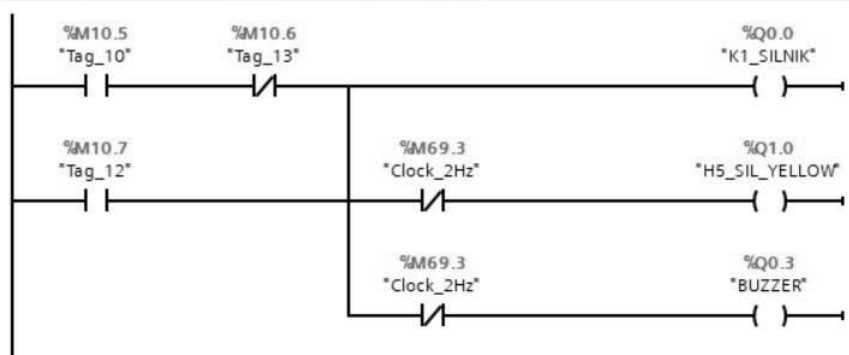 %M10.5 %M10.6 %Q0.0
"Tag_10" "Tag_13" "K1_SILNIK"
%M10.7 %M69.3 %Q1.0
"Tag_12" "Clock_2Hz" "H5_SIL_YELLOW"
%M69.3 %Q0.3
"Clock_2Hz" "BUZZER"